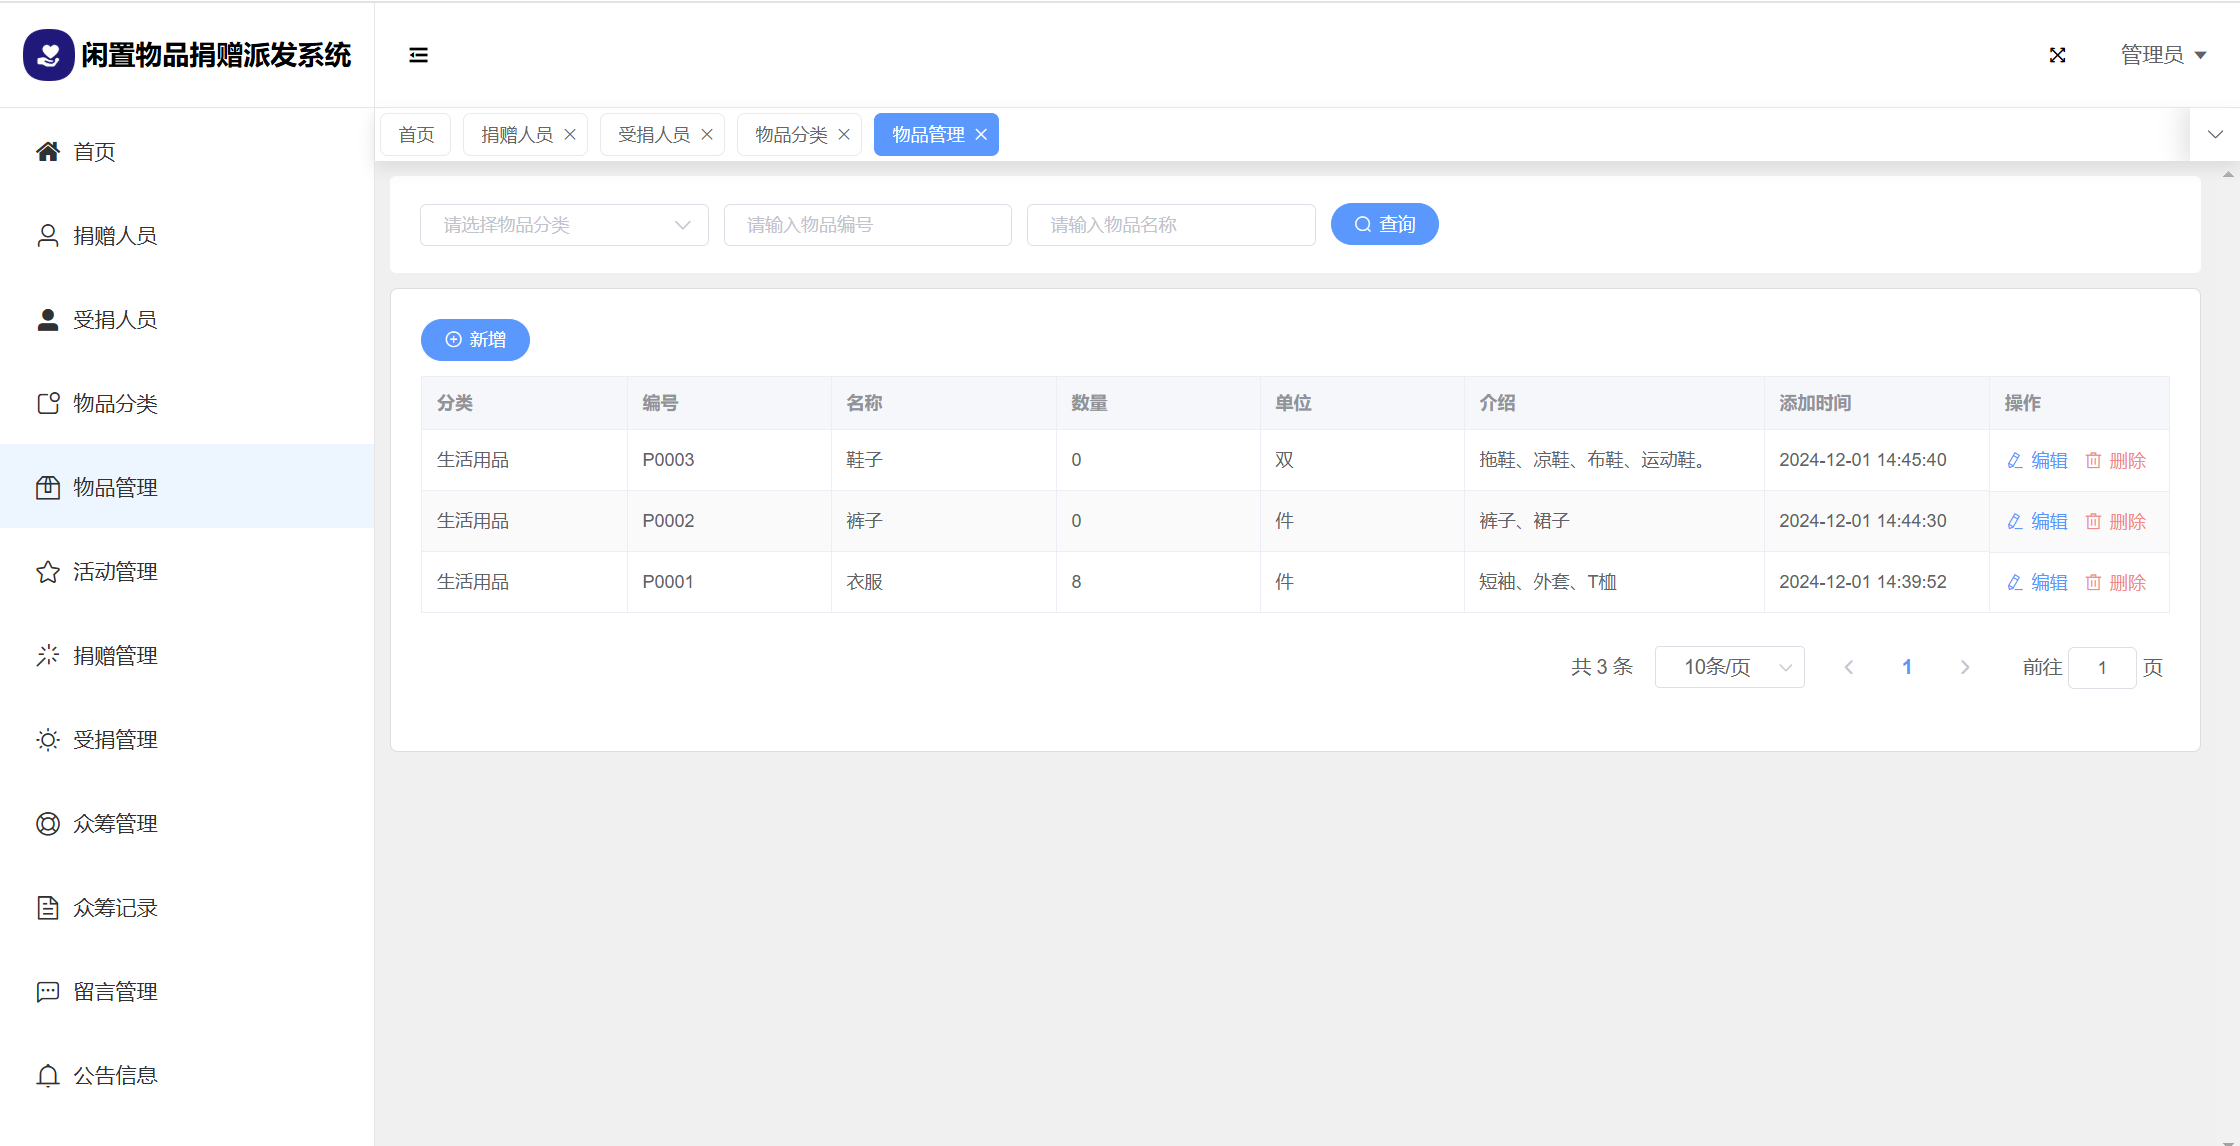 闲置物品捐赠派发系统
管理员
首页
捐赠人员
受捐人员
物品分类
物品管理
活动管理
捐赠管理
受捐管理
众筹管理
众筹记录
留言管理
公告信息
首页 捐赠人员 受捐人员 物品分类 物品管理
请选择物品分类 请输入物品编号 请输入物品名称 查询
新增
分类 编号 名称 数量 单位 介绍 添加时间 操作
生活用品 P0003 鞋子 0 双 拖鞋、凉鞋、布鞋、运动鞋。 2024-12-01 14:45:40 编辑 删除
生活用品 P0002 裤子 0 件 裤子、裙子 2024-12-01 14:44:30 编辑 删除
生活用品 P0001 衣服 8 件 短袖、外套、T桖 2024-12-01 14:39:52 编辑 删除
共 3 条 10条/页 1 前往 1 页